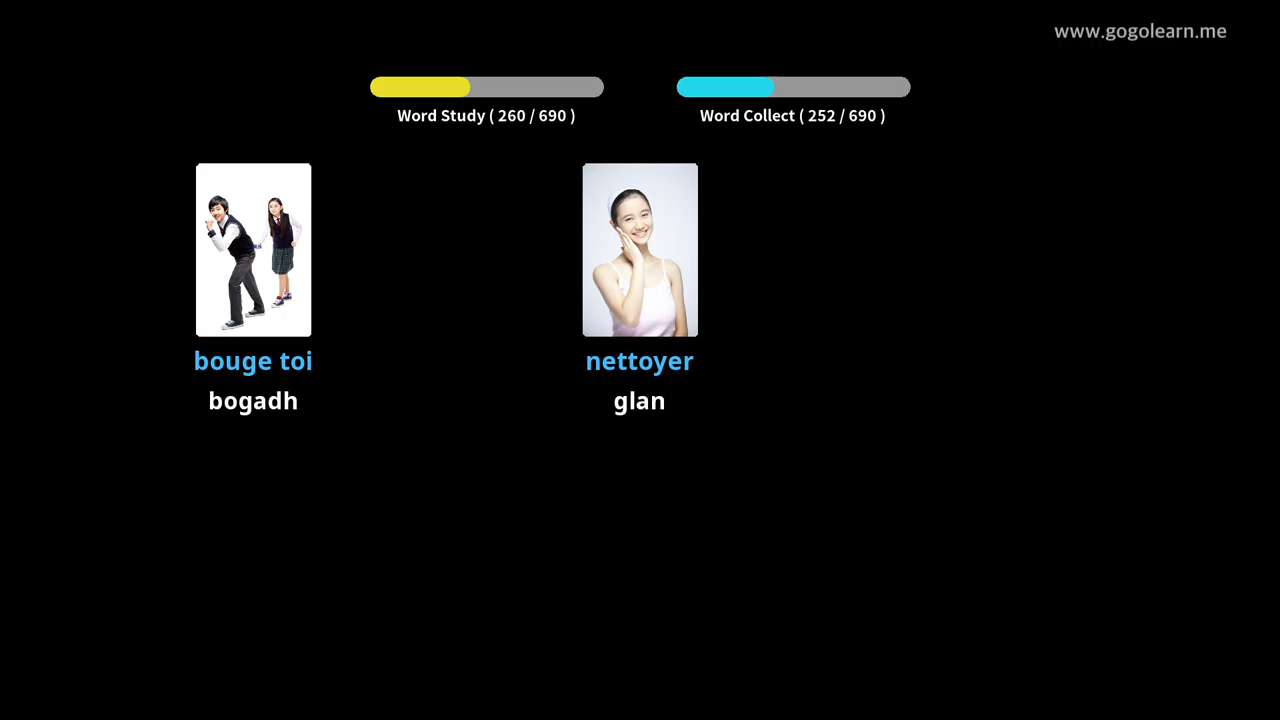 www.gogolearn.me
Word Study ( 260 / 690 )
Word Collect ( 252 / 690 )
bouge toi
nettoyer
bogadh
glan